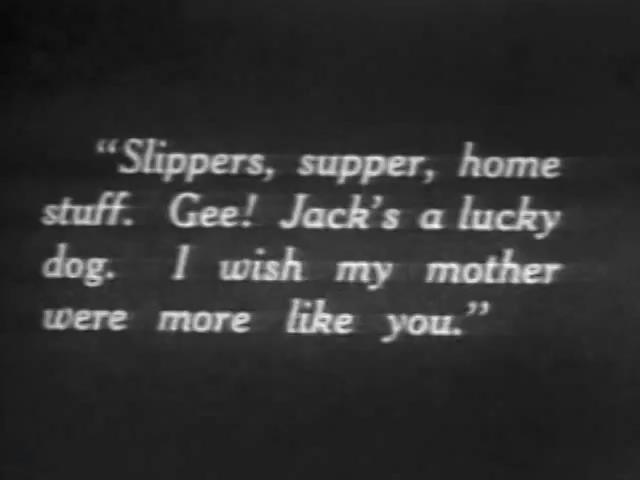 “Slippers, supper, home
stuff. Gee! Jack’s a lucky
dog. I wish my mother
were more like you.”